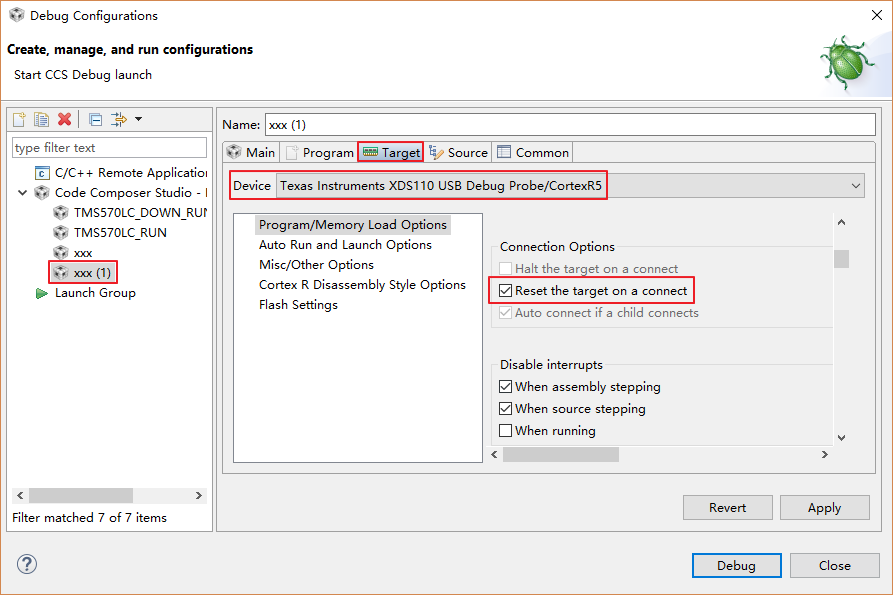 Debug Configurations
Create, manage, and run configurations
Start CCS Debug launch
type filter text
C/C++ Remote Application
Code Composer Studio -
TMS570LC_DOWN_RUN
TMS570LC_RUN
xxx
xxx (1)
Launch Group
Filter matched 7 of 7 items
Name: xxx (1)
Main Program Target Source Common
Device Texas Instruments XDS110 USB Debug Probe/CortexR5
Program/Memory Load Options
Auto Run and Launch Options
Misc/Other Options
Cortex R Disassembly Style Options
Flash Settings
Connection Options
Halt the target on a connect
Reset the target on a connect
Auto connect if a child connects
Disable interrupts
When assembly stepping
When source stepping
When running
Revert Apply
? Debug Close